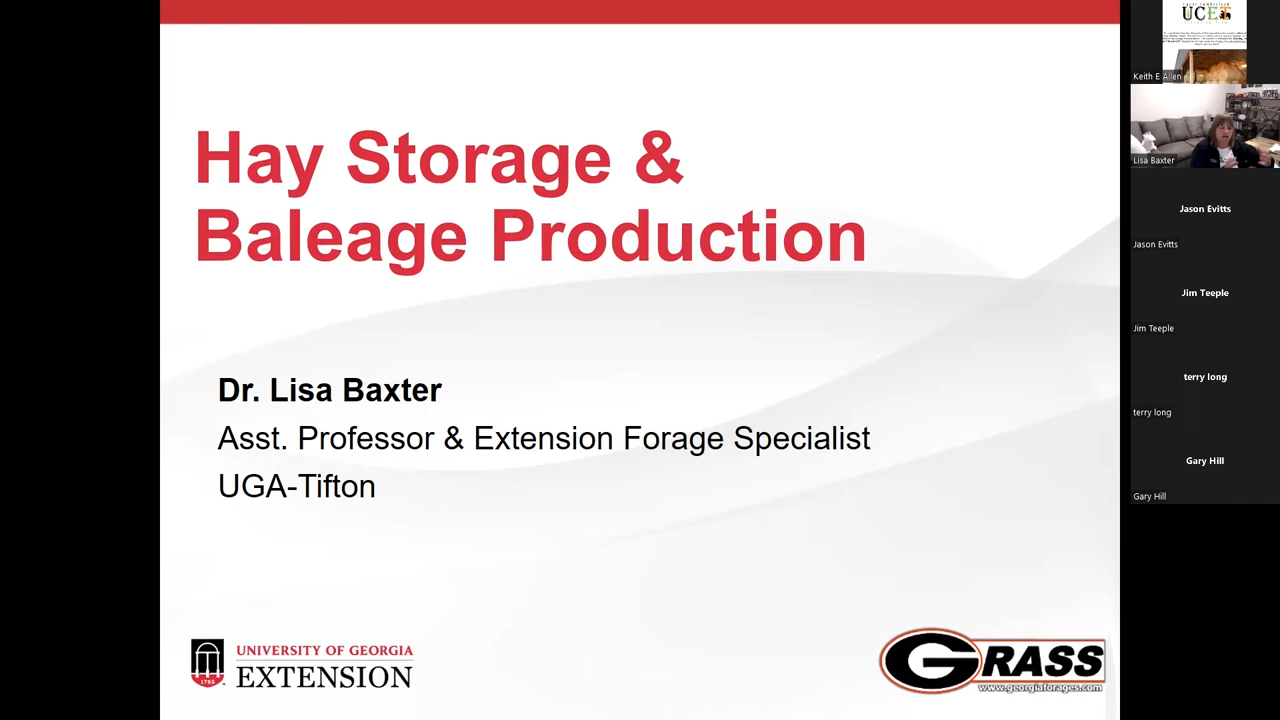 Hay Storage &
Baleage Production
Dr. Lisa Baxter
Asst. Professor & Extension Forage Specialist
UGA-Tifton
UNIVERSITY OF GEORGIA
EXTENSION
1785
GRASS
www.georgiaforages.com
UCET
Keith E Allen
Lisa Baxter
Jason Evitts
Jason Evitts
Jim Teeple
Jim Teeple
terry long
terry long
Gary Hill
Gary Hill